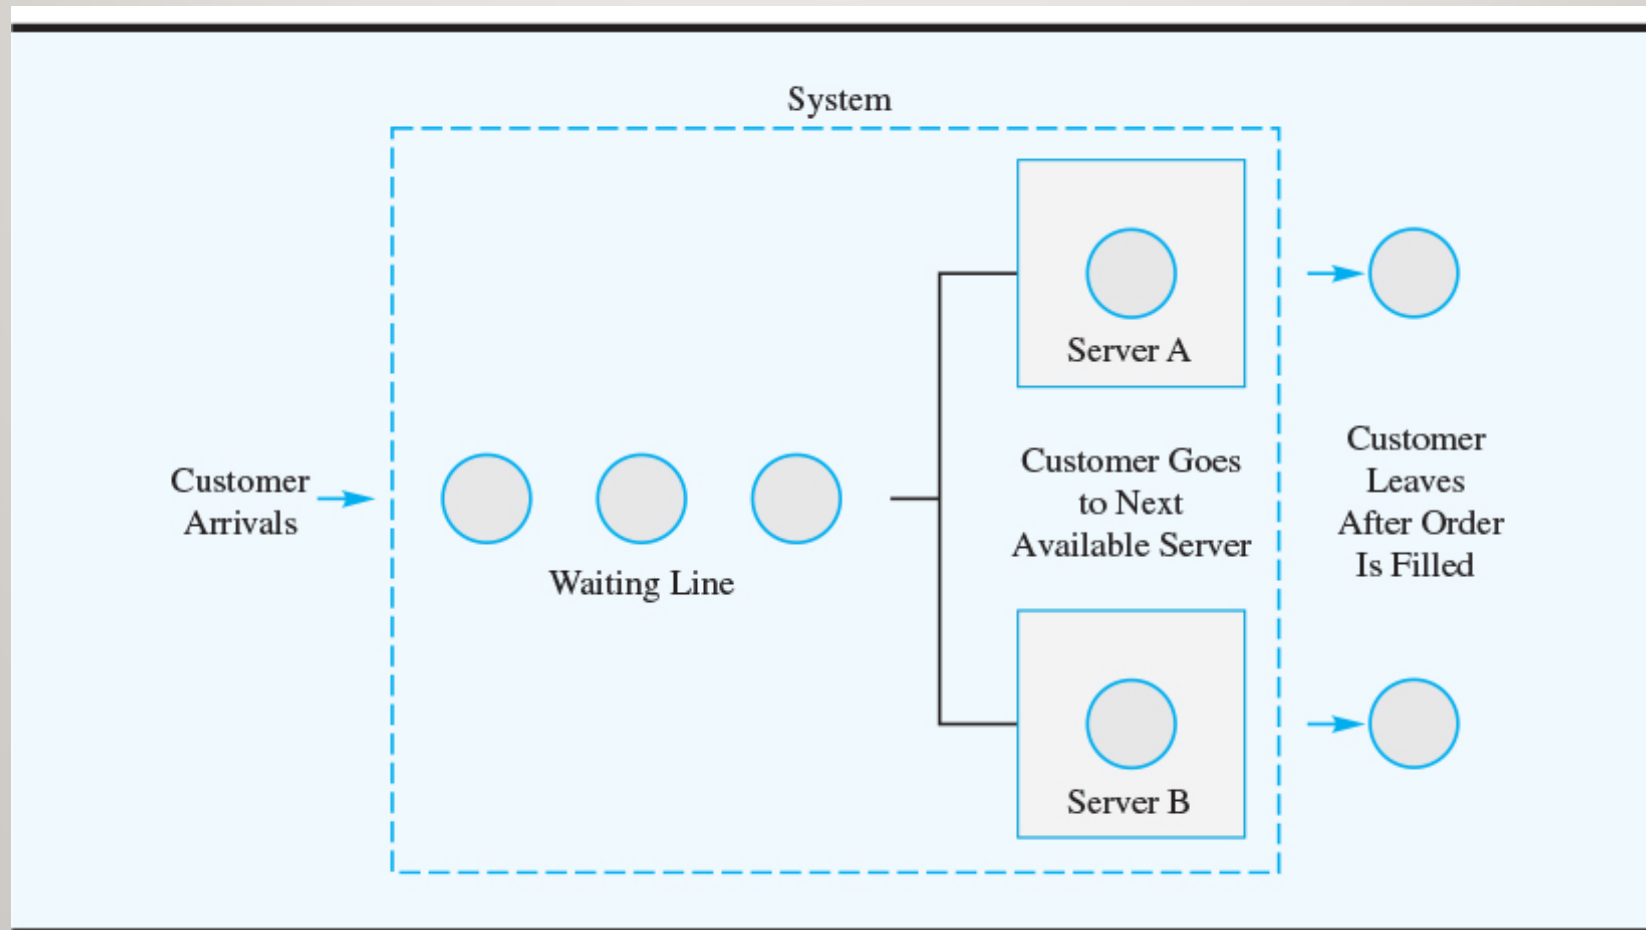 System
Server A
Customer
Arrivals
Waiting Line
Customer Goes
to Next
Available Server
Customer
Leaves
After Order
Is Filled
Server B